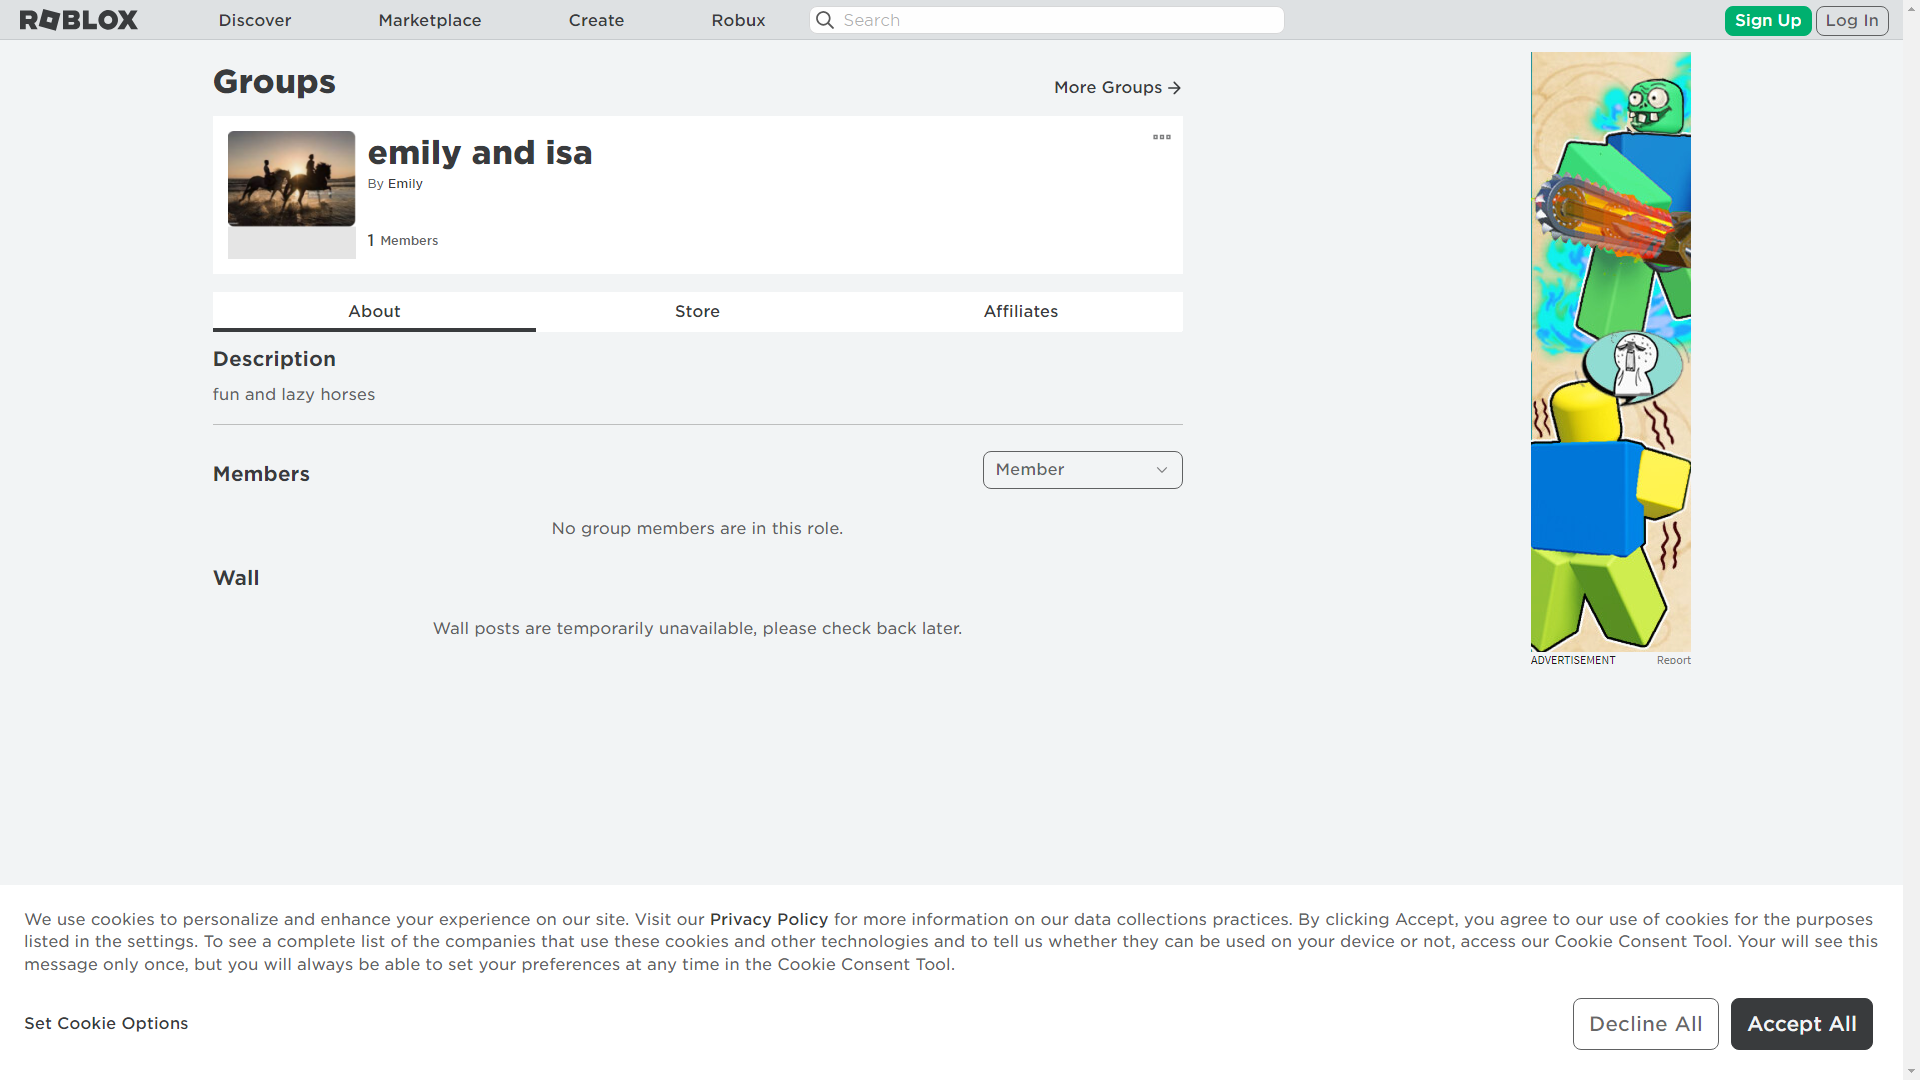 ROBLOX
Discover
Marketplace
Create
Robux
Search
Sign Up
Log In
Groups
More Groups
emily and isa
By Emily
1 Members
About
Store
Affiliates
Description
fun and lazy horses
Members
Member
No group members are in this role.
Wall
Wall posts are temporarily unavailable, please check back later.
ADVERTISEMENT
Report
We use cookies to personalize and enhance your experience on our site. Visit our Privacy Policy for more information on our data collections practices. By clicking Accept, you agree to our use of cookies for the purposes
listed in the settings. To see a complete list of the companies that use these cookies and other technologies and to tell us whether they can be used on your device or not, access our Cookie Consent Tool. Your will see this
message only once, but you will always be able to set your preferences at any time in the Cookie Consent Tool.
Set Cookie Options
Decline All
Accept All